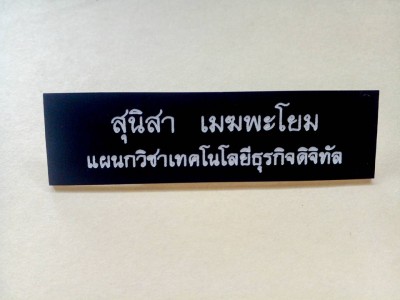 สุนิสา เมฆพะโยม
แผนกวิชาเทคโนโลยีธุรกิจดิจิทัล